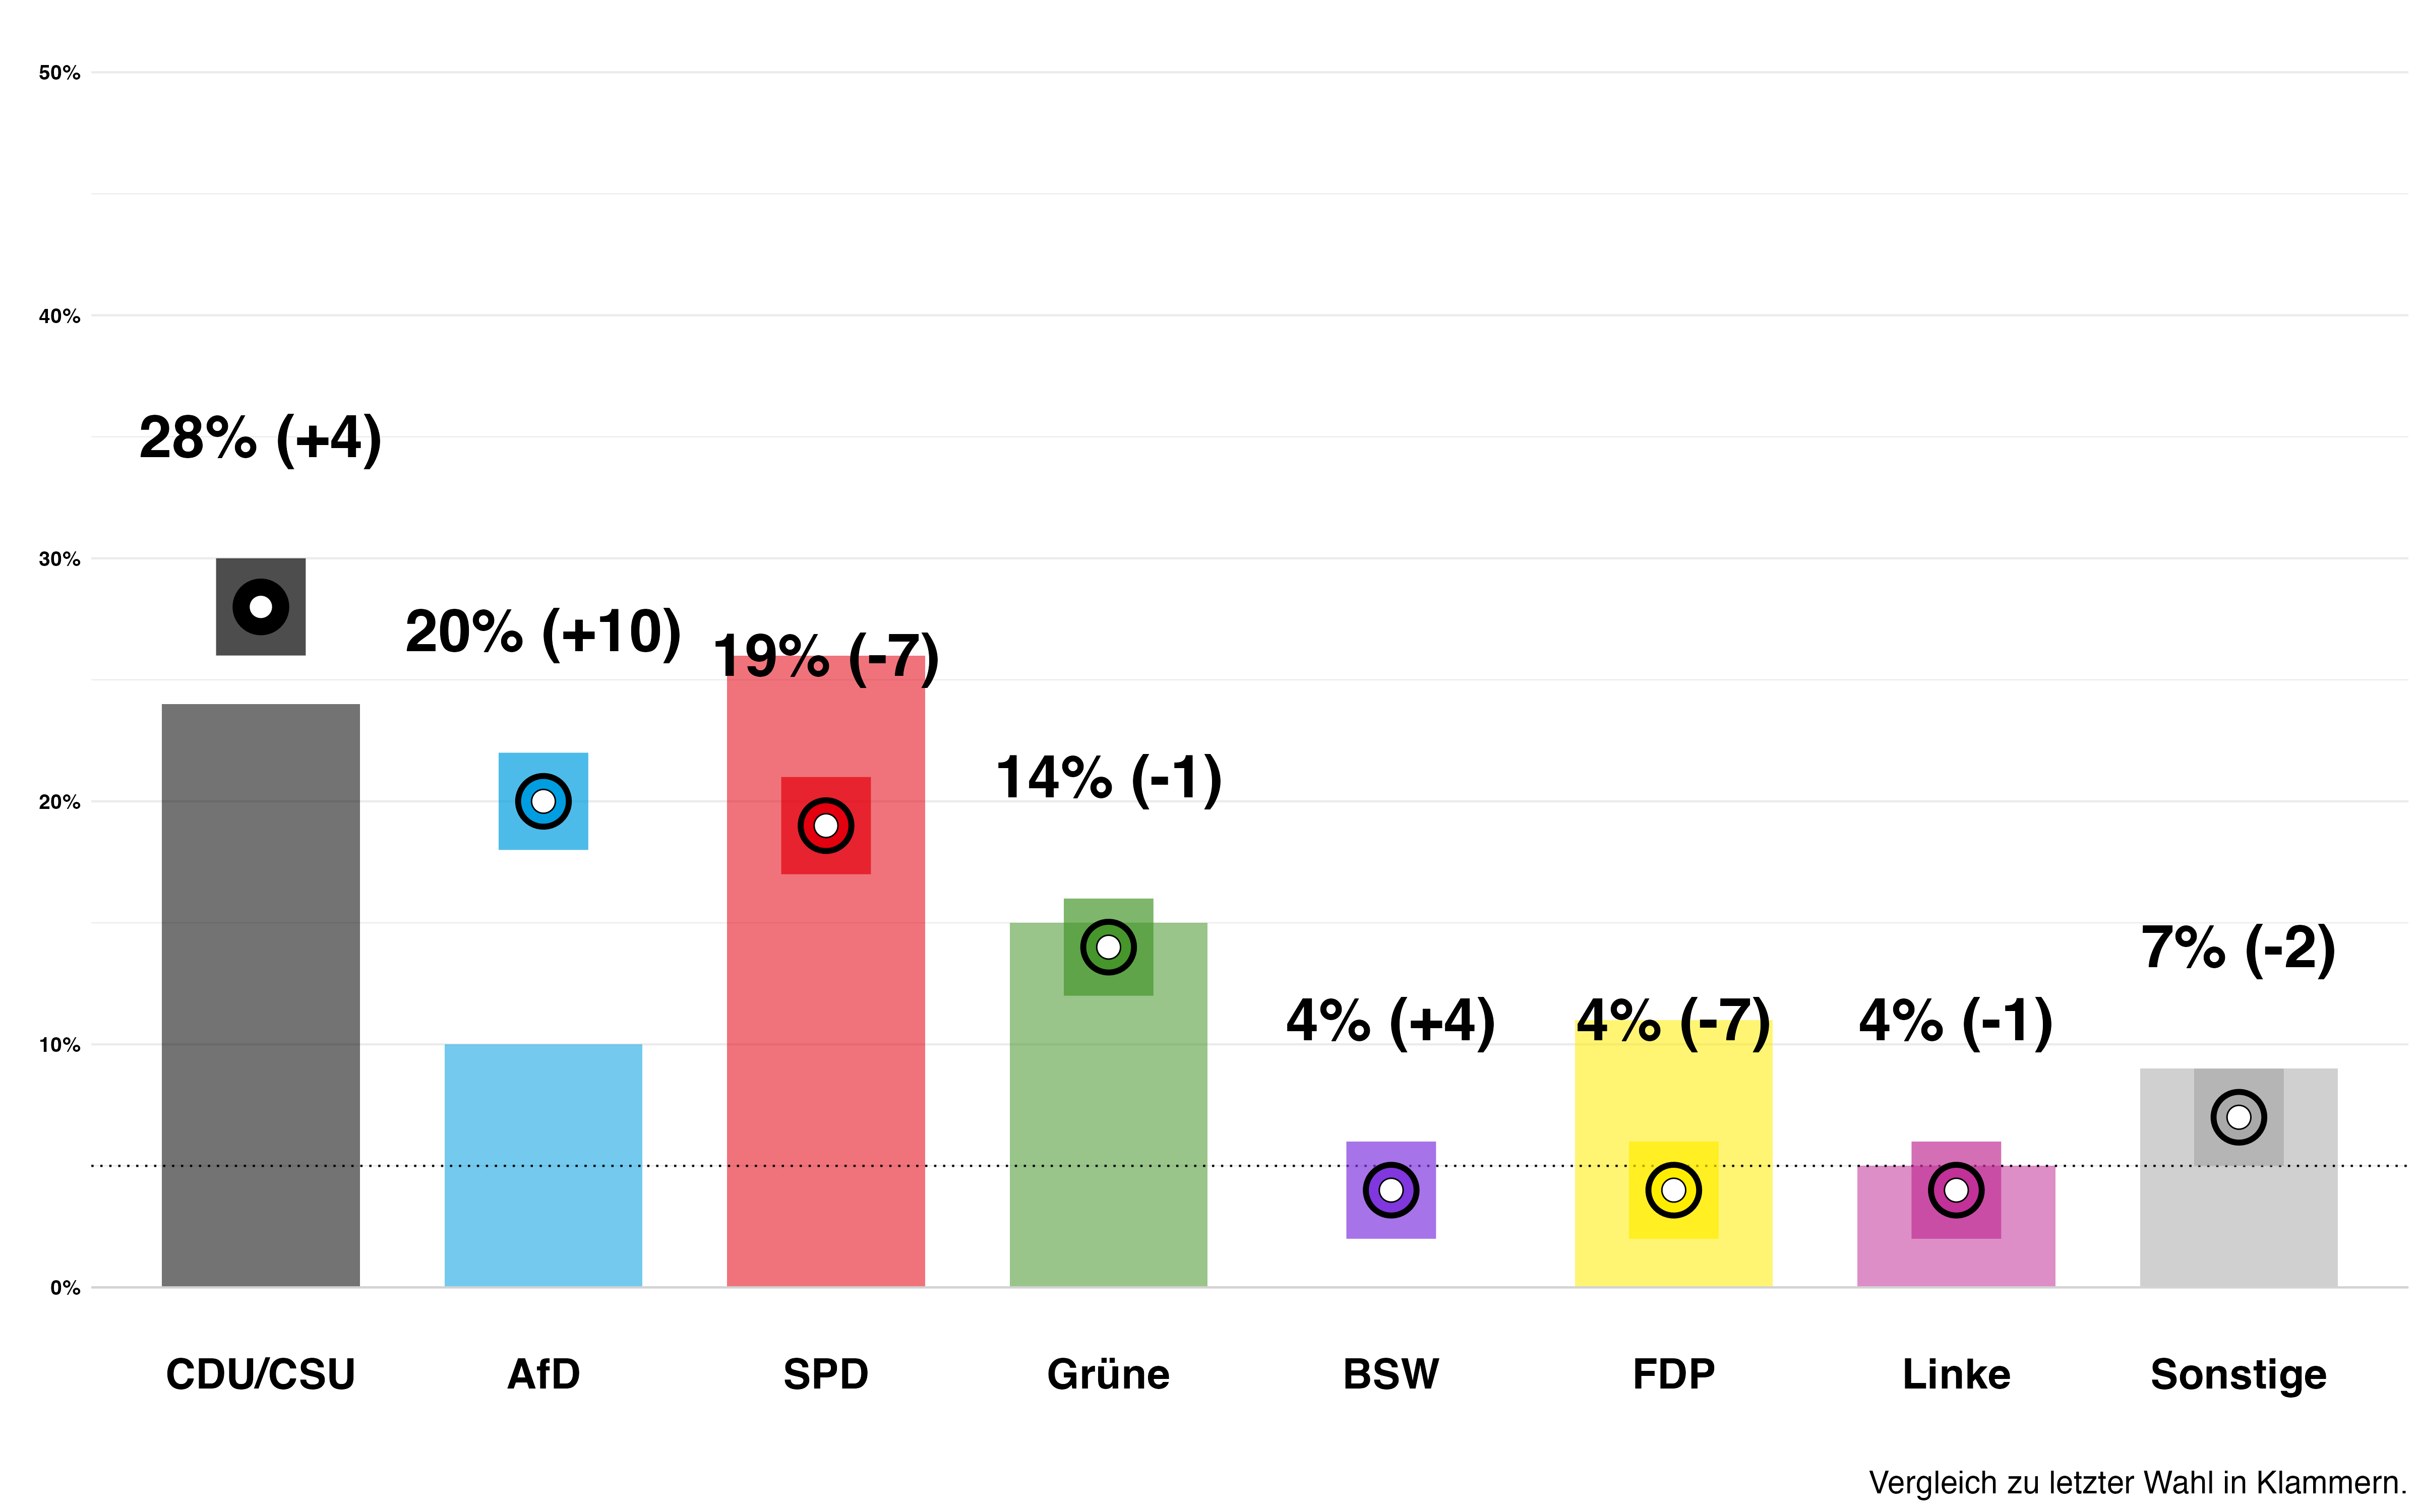 50%
40%
28% (+4)
30%
20% (+10)
19% (-7)
14% (-1)
20%
7% (-2)
4% (+4)
4% (-7)
4% (-1)
10%
0%
CDU/CSU
AfD
SPD
Grüne
BSW
FDP
Linke
Sonstige
Vergleich zu letzter Wahl in Klammern.